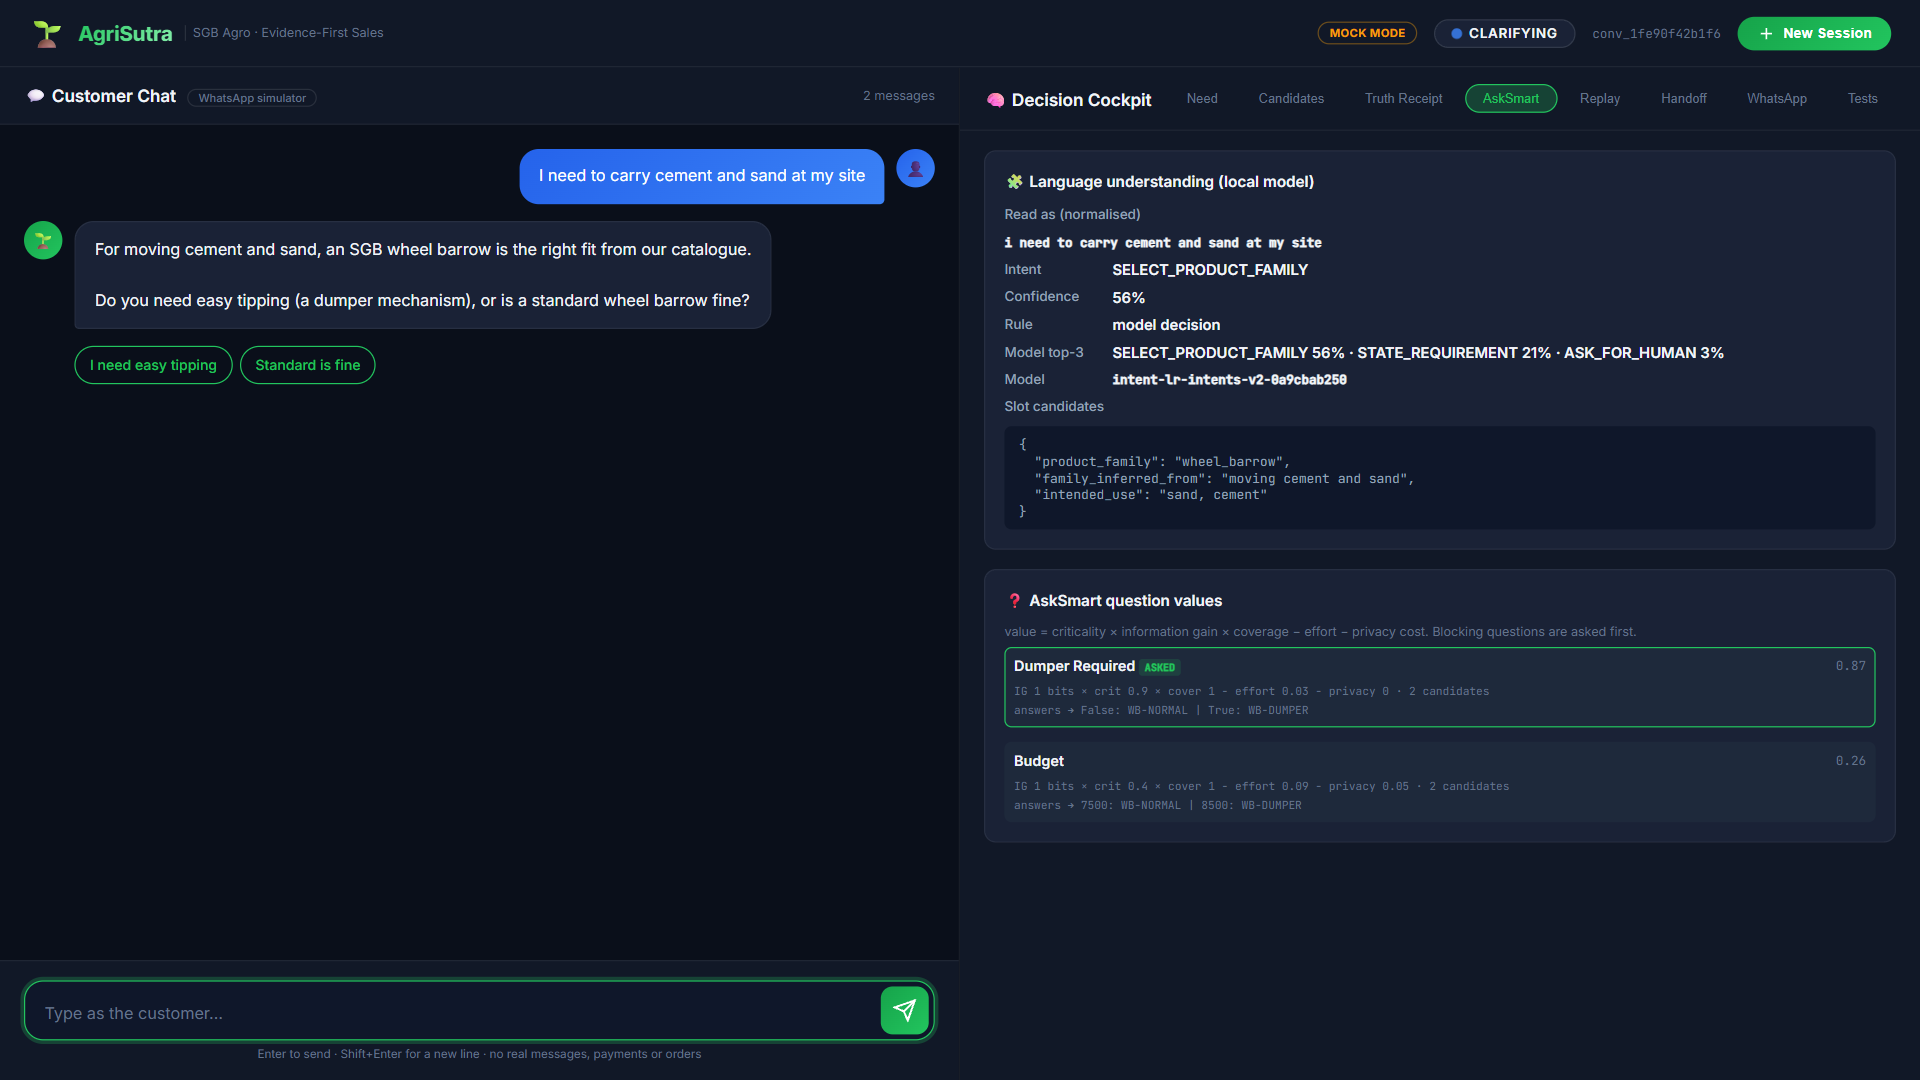 AgriSutra
SGB Agro · Evidence-First Sales
MOCK MODE
CLARIFYING
conv_1fe90f42b1f6
+ New Session
Customer Chat
WhatsApp simulator
2 messages
I need to carry cement and sand at my site
For moving cement and sand, an SGB wheel barrow is the right fit from our catalogue.
Do you need easy tipping (a dumper mechanism), or is a standard wheel barrow fine?
I need easy tipping
Standard is fine
Type as the customer...
Enter to send · Shift+Enter for a new line · no real messages, payments or orders
Decision Cockpit
Need
Candidates
Truth Receipt
AskSmart
Replay
Handoff
WhatsApp
Tests
Language understanding (local model)
Read as (normalised)
i need to carry cement and sand at my site
Intent SELECT_PRODUCT_FAMILY
Confidence 56%
Rule model decision
Model top-3 SELECT_PRODUCT_FAMILY 56% · STATE_REQUIREMENT 21% · ASK_FOR_HUMAN 3%
Model intent-lr-intents-v2-0a9cbab250
Slot candidates
{
"product_family": "wheel_barrow",
"family_inferred_from": "moving cement and sand",
"intended_use": "sand, cement"
}
AskSmart question values
value = criticality × information gain × coverage − effort − privacy cost. Blocking questions are asked first.
Dumper Required ASKED 0.87
IG 1 bits × crit 0.9 × cover 1 - effort 0.03 - privacy 0 · 2 candidates
answers → False: WB-NORMAL | True: WB-DUMPER
Budget 0.26
IG 1 bits × crit 0.4 × cover 1 - effort 0.09 - privacy 0.05 · 2 candidates
answers → 7500: WB-NORMAL | 8500: WB-DUMPER